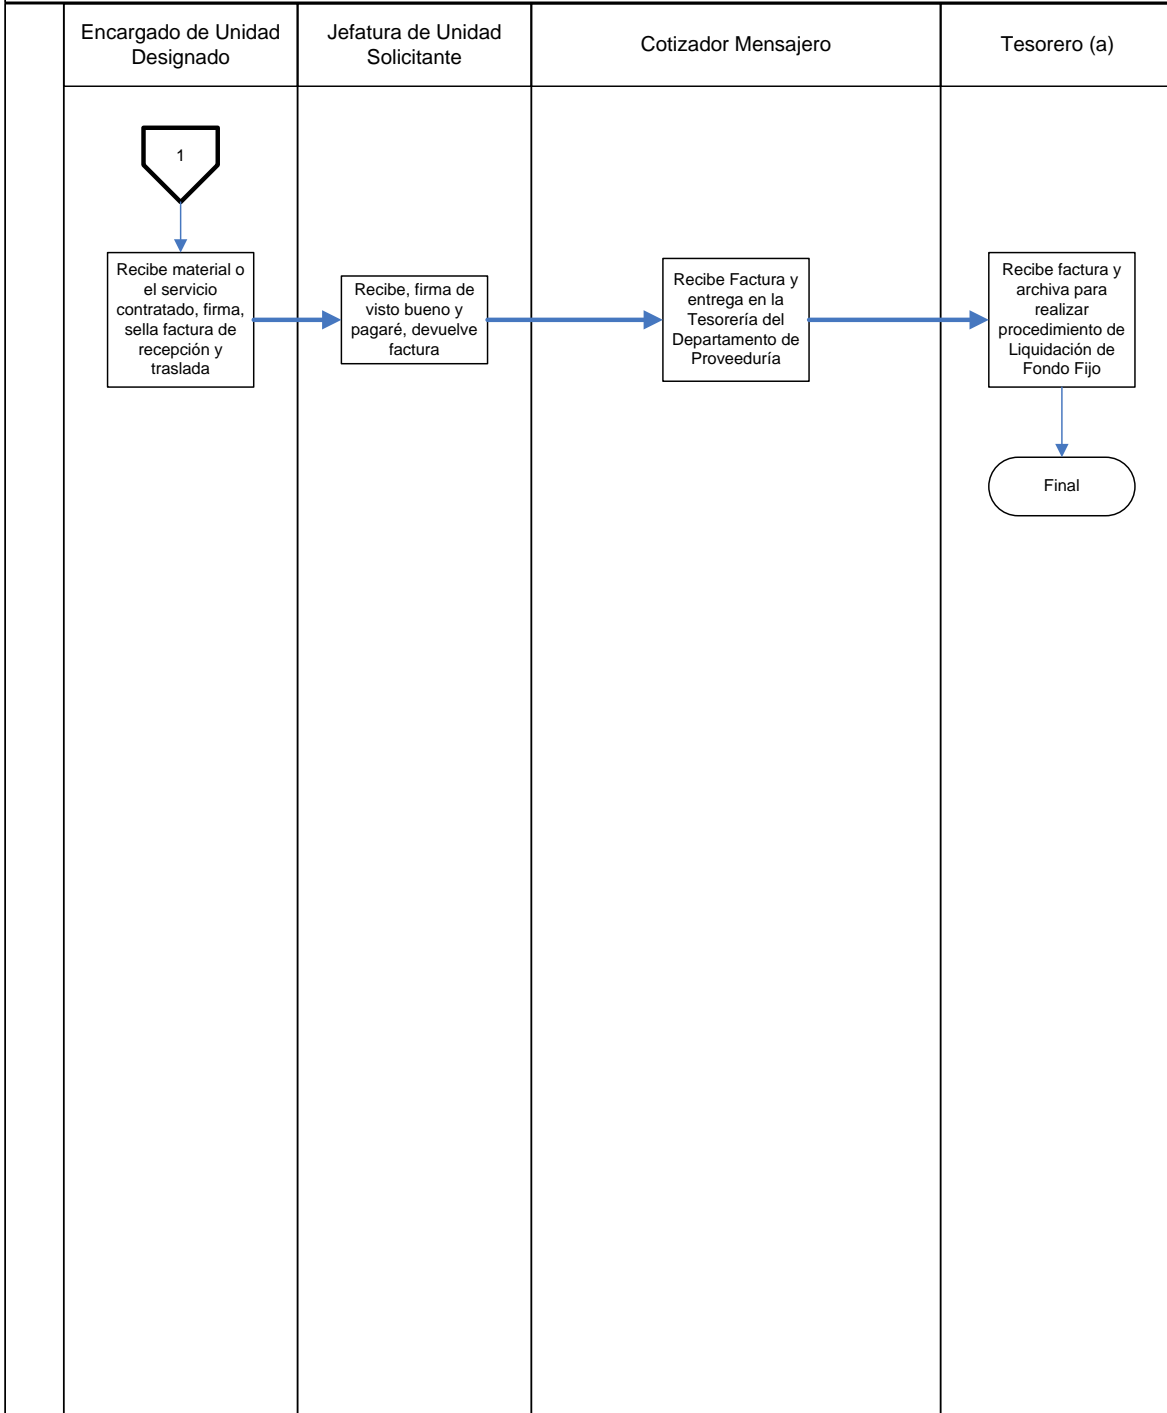 Encargado de Unidad
Designado
Jefatura de Unidad
Solicitante
Cotizador Mensajero
Tesorero (a)
1
Recibe material o
el servicio
contratado, firma,
sella factura de
recepción y
traslada
Recibe, firma de
visto bueno y
pagaré, devuelve
factura
Recibe Factura y
entrega en la
Tesorería del
Departamento de
Proveeduría
Recibe factura y
archiva para
realizar
procedimiento de
Liquidación de
Fondo Fijo
Final